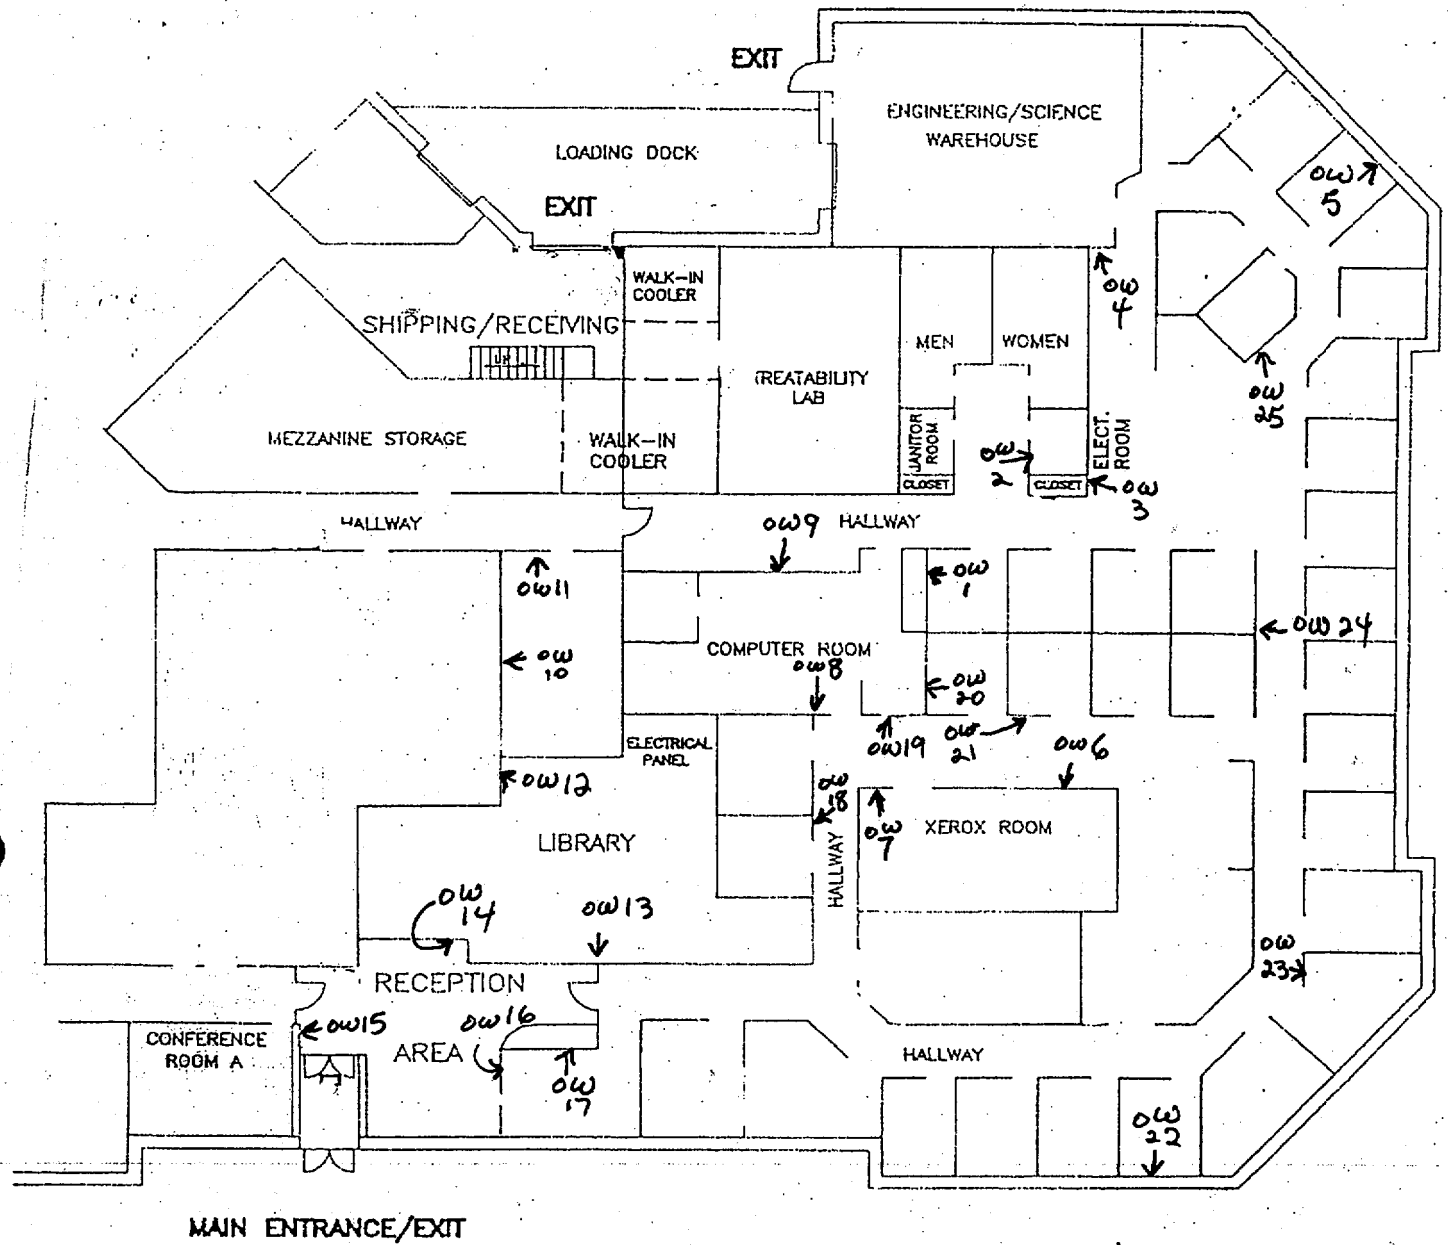 EXIT
ENGINEERING/SCIENCE
WAREHOUSE
LOADING DOCK
OW
5
EXIT
WALK-IN
COOLER
OW
4
SHIPPING/RECEIVING
UP
MEN
WOMEN
TREATABILITY
LAB
OW
25
MEZZANINE STORAGE
WALK-IN
COOLER
JANITOR
ROOM
ELECT.
ROOM
OW
2
CLOSET
CLOSET
OW
3
HALLWAY
OW9
HALLWAY
OW11
OW
1
OW 24
OW
10
COMPUTER ROOM
OW8
OW
20
ELECTRICAL
PANEL
OW19
OW
21
OW6
OW12
OW
18
OW
7
XEROX ROOM
LIBRARY
HALLWAY
OW
14
OW13
OW
23
RECEPTION
AREA
OW15
OW16
CONFERENCE
ROOM A
HALLWAY
OW
17
OW
22
MAIN ENTRANCE/EXIT